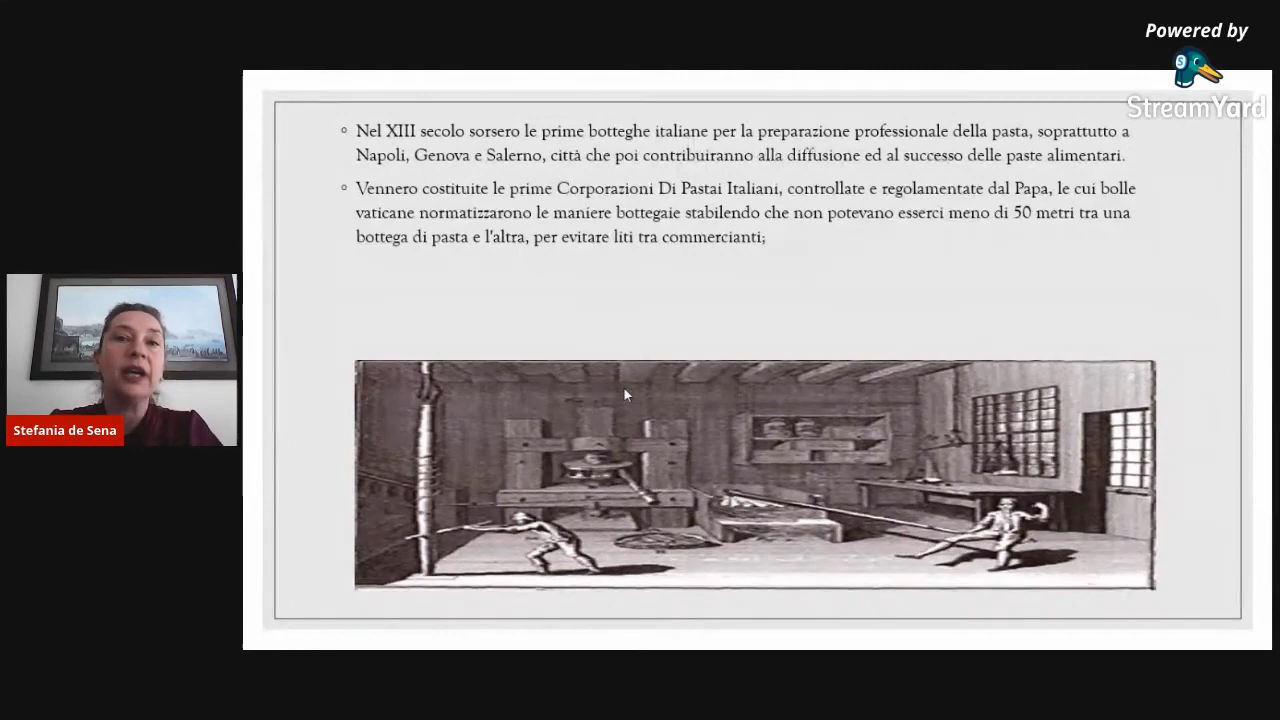 Powered by
StreamYard
Nel XIII secolo sorsero le prime botteghe italiane per la preparazione professionale della pasta, soprattutto a
Napoli, Genova e Salerno, città che poi contribuiranno alla diffusione ed al successo delle paste alimentari.
Vennero costituite le prime Corporazioni Di Pastai Italiani, controllate e regolamentate dal Papa, le cui bolle
vaticane normatizzarono le maniere bottegaie stabilendo che non potevano esserci meno di 50 metri tra una
bottega di pasta e l'altra, per evitare liti tra commercianti;
Stefania de Sena